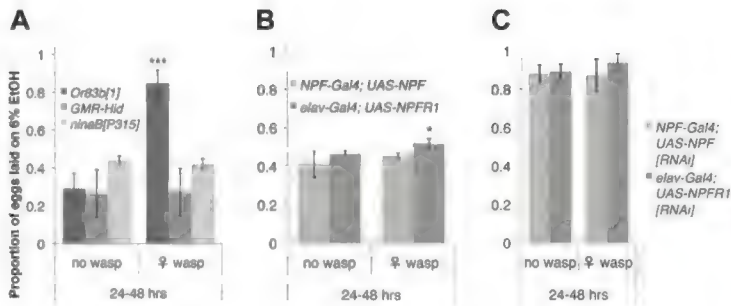 A
B
C
Proportion of eggs laid on 6% EtOH
1
0.8
0.6
0.4
0.2
0
***
Or83b[1]
GMR-Hid
ninaB[P315]
no wasp
♀ wasp
24-48 hrs
1
0.8
0.6
0.4
0.2
0
NPF-Gal4; UAS-NPF
elav-Gal4; UAS-NPFR1
*
no wasp
♀ wasp
24-48 hrs
1
0.8
0.6
0.4
0.2
0
NPF-Gal4;
UAS-NPF
[RNAi]
elav-Gal4;
UAS-NPFR1
[RNAi]
no wasp
♀ wasp
24-48 hrs